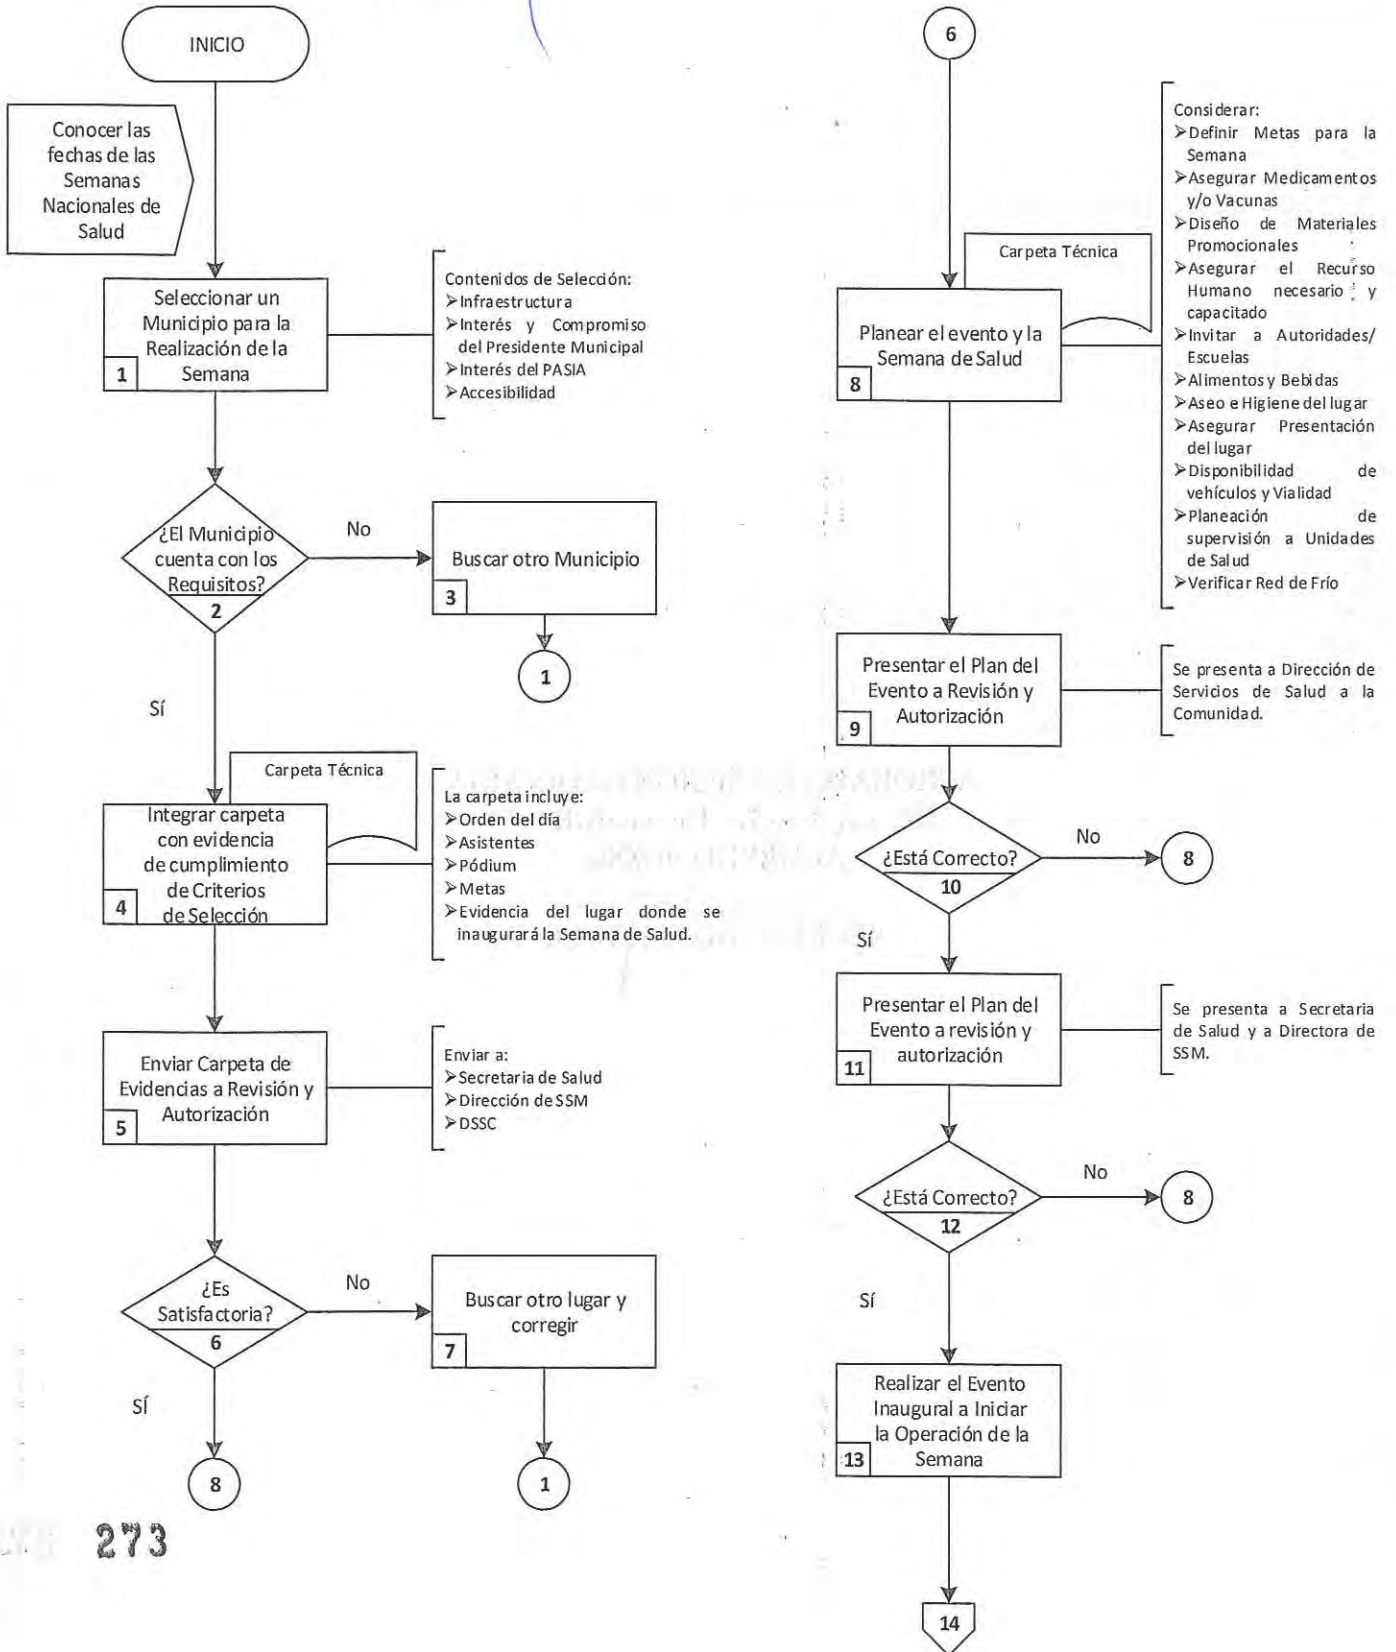 INICIO
Conocer las
fechas de las
Semanas
Nacionales de
Salud
Seleccionar un
Municipio para la
Realización de la
Semana
1
Contenidos de Selección:
➢Infraestructura
➢Interés y Compromiso
del Presidente Municipal
➢Interés del PASIA
➢Accesibilidad
¿El Municipio
cuenta con los
Requisitos?
2
No
Buscar otro Municipio
3
1
Sí
Carpeta Técnica
Integrar carpeta
con evidencia
de cumplimiento
de Criterios
de Selección
4
La carpeta incluye:
➢Orden del día
➢Asistentes
➢Pódium
➢Metas
➢Evidencia del lugar donde se
inaugurará la Semana de Salud.
Enviar Carpeta de
Evidencias a Revisión y
Autorización
5
Enviar a:
➢Secretaria de Salud
➢Dirección de SSM
➢DSSC
¿Es
Satisfactoria?
6
No
Buscar otro lugar y
corregir
7
Sí
8
1
273
6
Carpeta Técnica
Planear el evento y la
Semana de Salud
8
Considerar:
➢Definir Metas para la
Semana
➢Asegurar Medicamentos
y/o Vacunas
➢Diseño de Materiales
Promocionales
➢Asegurar el Recurso
Humano necesario y
capacitado
➢Invitar a Autoridades/
Escuelas
➢Alimentos y Bebidas
➢Aseo e Higiene del lugar
➢Asegurar Presentación
del lugar
➢Disponibilidad de
vehículos y Vialidad
➢Planeación de
supervisión a Unidades
de Salud
➢Verificar Red de Frío
Presentar el Plan del
Evento a Revisión y
Autorización
9
Se presenta a Dirección de
Servicios de Salud a la
Comunidad.
¿Está Correcto?
10
No
8
Sí
Presentar el Plan del
Evento a revisión y
autorización
11
Se presenta a Secretaria
de Salud y a Directora de
SSM.
¿Está Correcto?
12
No
8
Sí
Realizar el Evento
Inaugural a Iniciar
la Operación de la
Semana
13
14